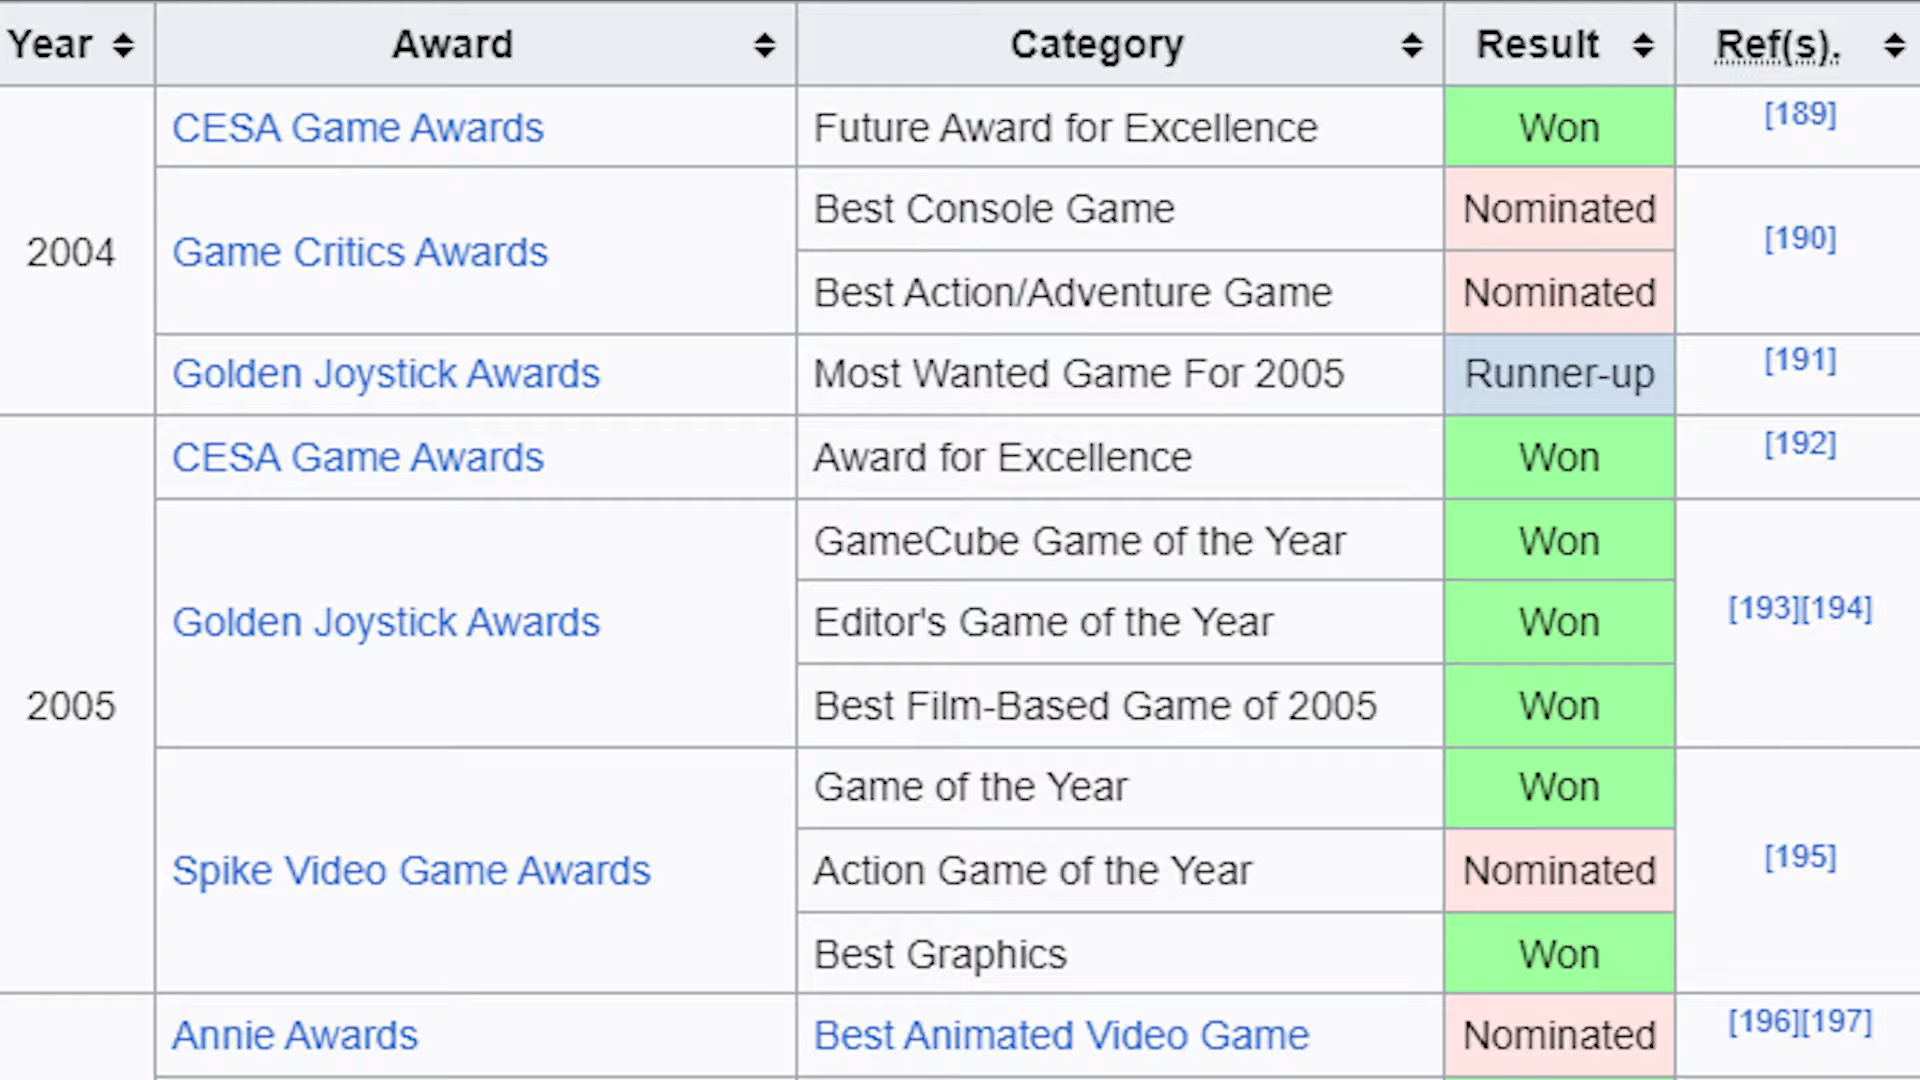 Year Award Category Result Ref(s).
2004 CESA Game Awards Future Award for Excellence Won [189]
Game Critics Awards Best Console Game Nominated [190]
Best Action/Adventure Game Nominated
Golden Joystick Awards Most Wanted Game For 2005 Runner-up [191]
2005 CESA Game Awards Award for Excellence Won [192]
Golden Joystick Awards GameCube Game of the Year Won [193][194]
Editor's Game of the Year Won
Best Film-Based Game of 2005 Won
Spike Video Game Awards Game of the Year Won [195]
Action Game of the Year Nominated
Best Graphics Won
Annie Awards Best Animated Video Game Nominated [196][197]